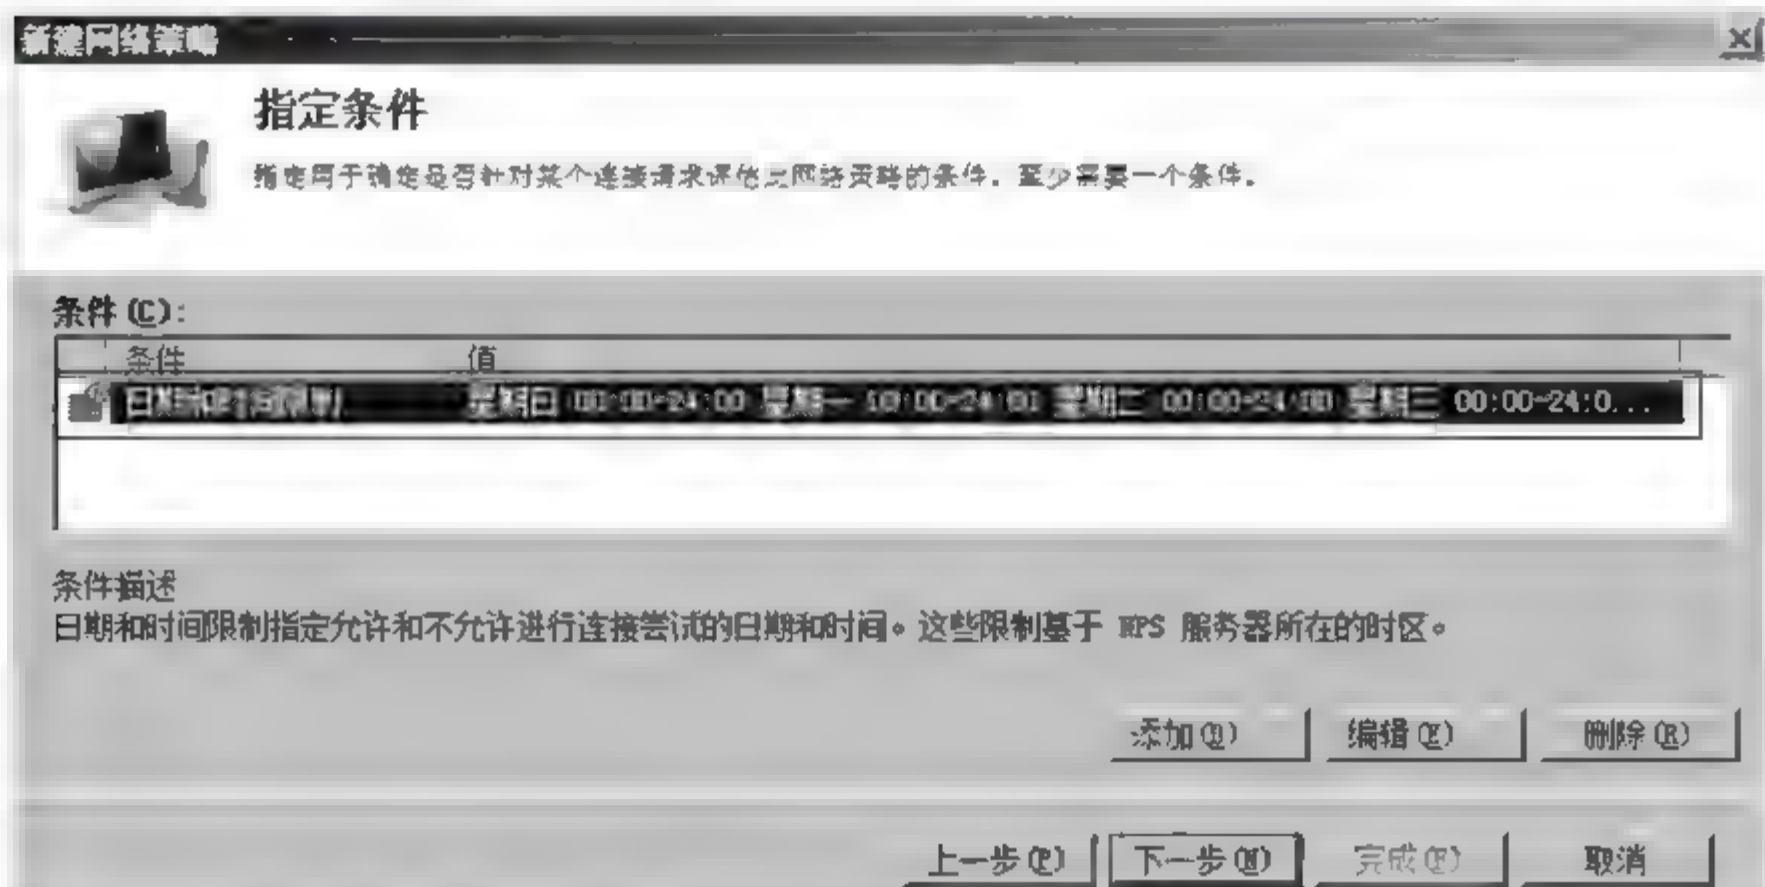 新建网络策略
指定条件
指定用于确定是否针对某个连接请求评估此网络策略的条件。至少需要一个条件。
条件(C):
条件 值
日期和时间限制 星期日 00:00-24:00 星期一 00:00-24:00 星期二 00:00-24:00 星期三 00:00-24:0...
条件描述
日期和时间限制指定允许和不允许进行连接尝试的日期和时间。这些限制基于 NPS 服务器所在的时区。
添加(D) 编辑(E) 删除(R)
上一步(P) 下一步(N) 完成(F) 取消